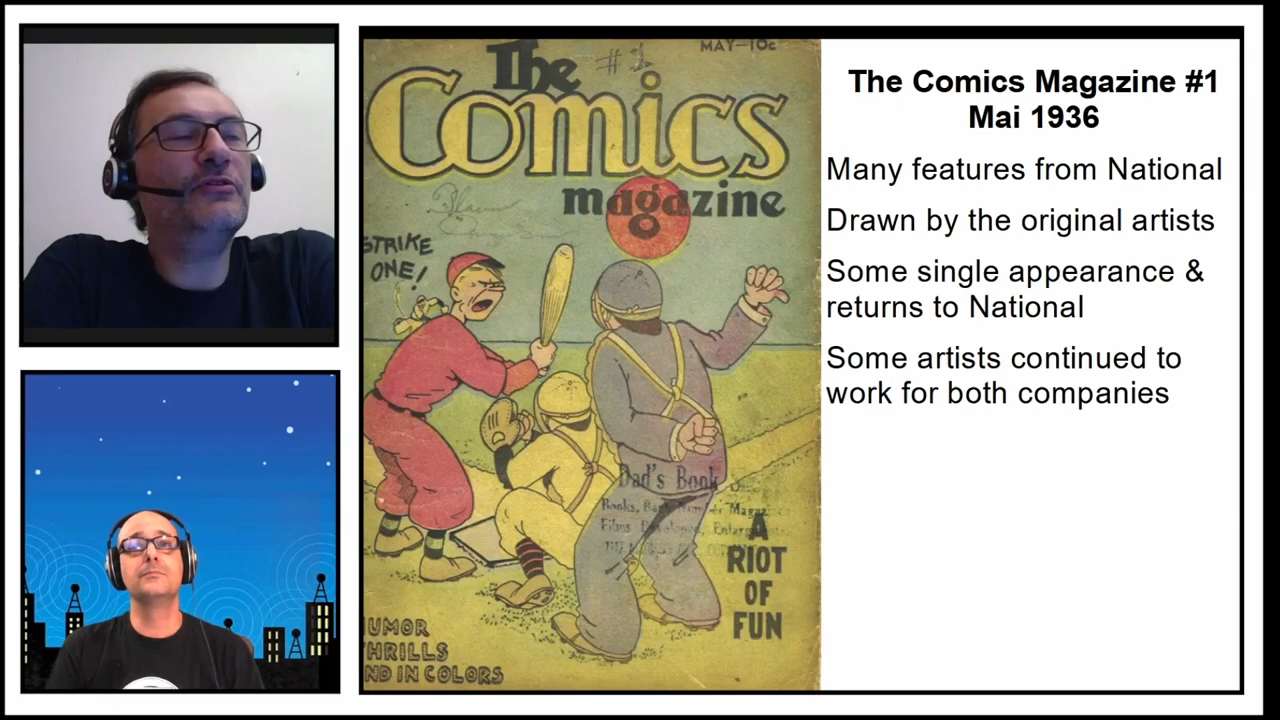 MAY-10c
The #1
Comics
magazine
STRIKE
ONE!
Dad's Book
A
RIOT
OF
FUN
UMOR
HRILLS
ND IN COLORS
The Comics Magazine #1
Mai 1936
Many features from National
Drawn by the original artists
Some single appearance &
returns to National
Some artists continued to
work for both companies